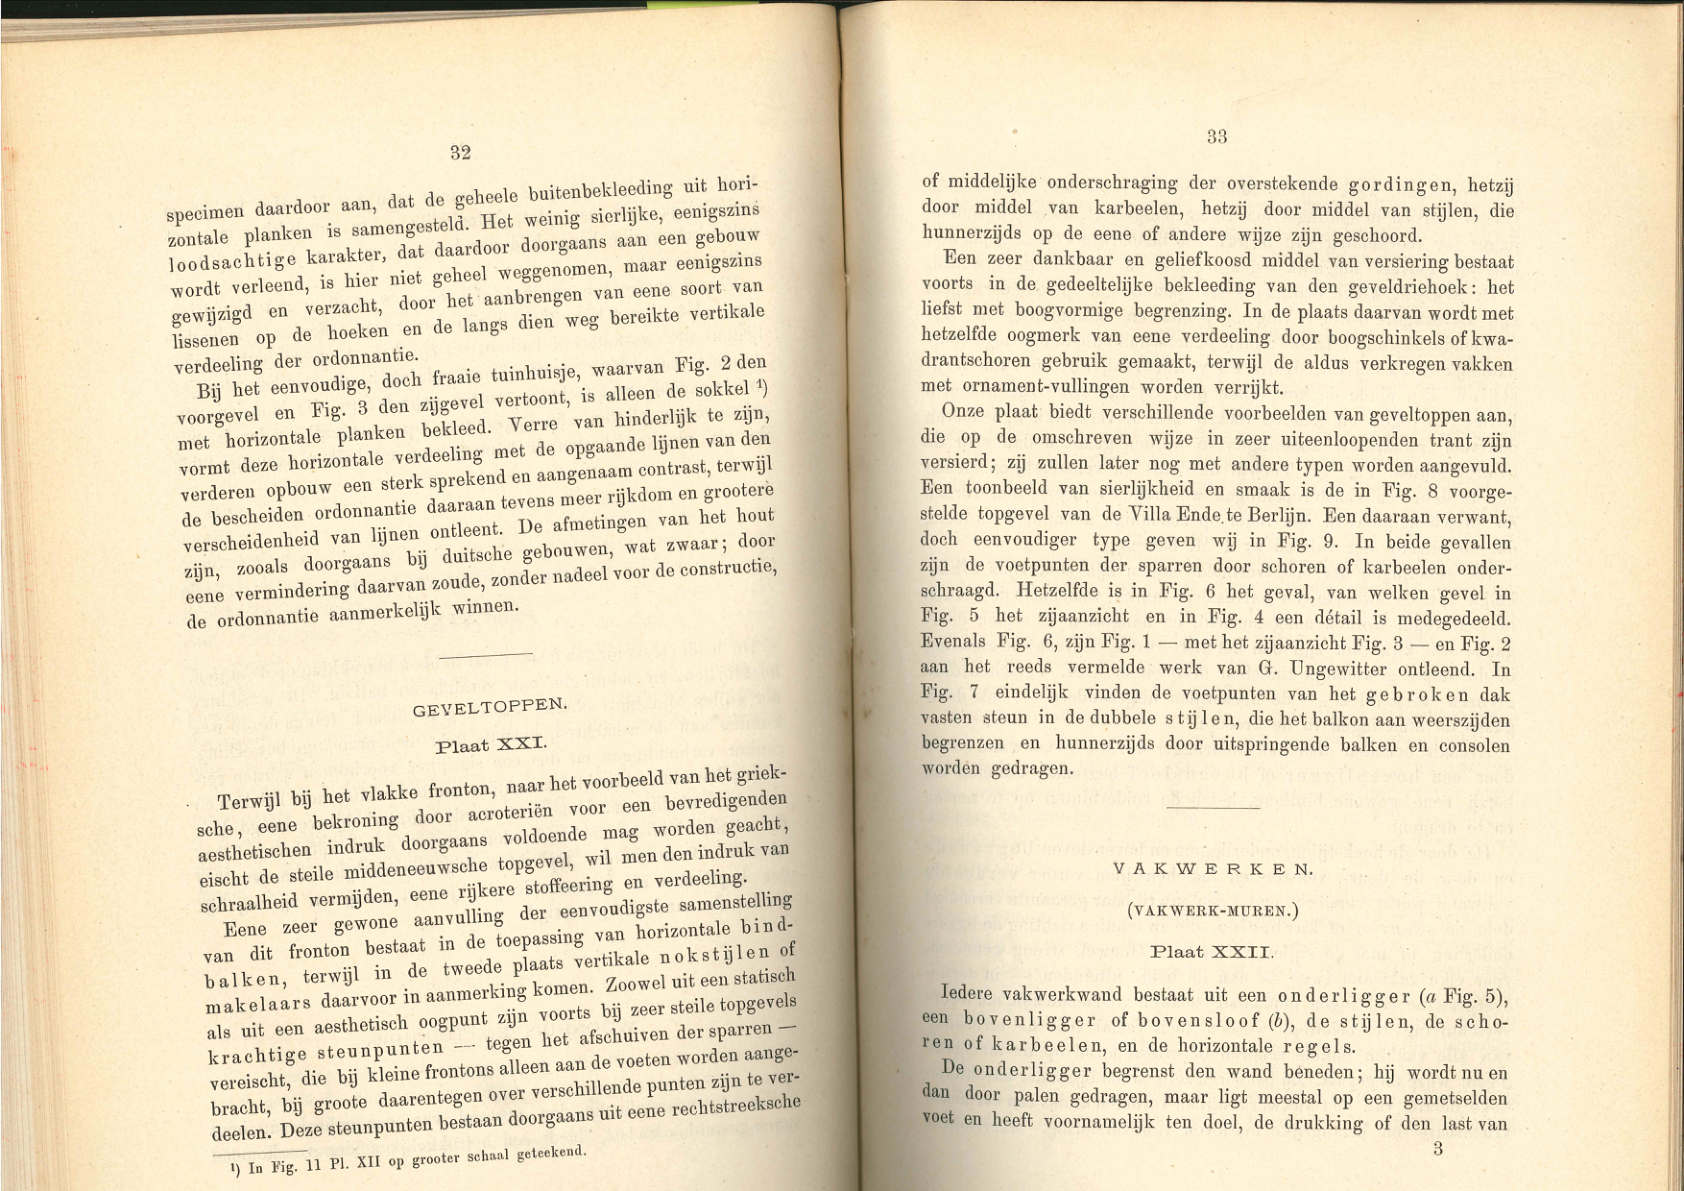 32
specimen daardoor aan, dat de geheele buitenbekleeding uit hori-
zontale planken is samengesteld. Het weinig sierlijke, eenigszins
loodsachtige karakter, dat daardoor doorgaans aan een gebouw
wordt verleend, is hier niet geheel weggenomen, maar eenigszins
gewijzigd en verzacht, door het aanbrengen van eene soort van
lissenen op de hoeken en de langs dien weg bereikte vertikale
verdeeling der ordonnantie.
Bij het eenvoudige, doch fraaie tuinhuisje, waarvan Fig. 2 den
voorgevel en Fig. 3 den zijgevel vertoont, is alleen de sokkel ¹)
met horizontale planken bekleed. Verre van hinderlijk te zijn,
vormt deze horizontale verdeeling met de opgaande lijnen van den
verderen opbouw een sterk sprekend en aangenaam contrast, terwijl
de bescheiden ordonnantie daaraan tevens meer rijkdom en grootere
verscheidenheid van lijnen ontleent. De afmetingen van het hout
zijn, zooals doorgaans bij duitsche gebouwen, wat zwaar; door
eene vermindering daarvan zoude, zonder nadeel voor de constructie,
de ordonnantie aanmerkelijk winnen.
GEVELTOPPEN.
Plaat XXI.
Terwijl bij het vlakke fronton, naar het voorbeeld van het griek-
sche, eene bekroning door acroteriën voor een bevredigenden
aesthetischen indruk doorgaans voldoende mag worden geacht,
eischt de steile middeneeuwsche topgevel, wil men den indruk van
schraalheid vermijden, eene rijkere stoffeering en verdeeling.
Eene zeer gewone aanvulling der eenvoudigste samenstelling
van dit fronton bestaat in de toepassing van horizontale bind-
balken, terwijl in de tweede plaats vertikale nokstijlen of
makelaars daarvoor in aanmerking komen. Zoowel uit een statisch
als uit een aesthetisch oogpunt zijn voorts bij zeer steile topgevels
krachtige steunpunten — tegen het afschuiven der sparren —
vereischt, die bij kleine frontons alleen aan de voeten worden aange-
bracht, bij groote daarentegen over verschillende punten zijn te ver-
deelen. Deze steunpunten bestaan doorgaans uit eene rechtstreeksche
¹) In Fig. 11 Pl. XII op grooter schaal geteekend.
33
of middelijke onderschraging der overstekende gordingen, hetzij
door middel van karbeelen, hetzij door middel van stijlen, die
hunnerzijds op de eene of andere wijze zijn geschoord.
Een zeer dankbaar en geliefkoosd middel van versiering bestaat
voorts in de gedeeltelijke bekleeding van den geveldriehoek: het
liefst met boogvormige begrenzing. In de plaats daarvan wordt met
hetzelfde oogmerk van eene verdeeling door boogschinkels of kwa-
drantschoren gebruik gemaakt, terwijl de aldus verkregen vakken
met ornament-vullingen worden verrijkt.
Onze plaat biedt verschillende voorbeelden van geveltoppen aan,
die op de omschreven wijze in zeer uiteenloopenden trant zijn
versierd; zij zullen later nog met andere typen worden aangevuld.
Een toonbeeld van sierlijkheid en smaak is de in Fig. 8 voorge-
stelde topgevel van de Villa Ende te Berlijn. Een daaraan verwant,
doch eenvoudiger type geven wij in Fig. 9. In beide gevallen
zijn de voetpunten der sparren door schoren of karbeelen onder-
schraagd. Hetzelfde is in Fig. 6 het geval, van welken gevel in
Fig. 5 het zijaanzicht en in Fig. 4 een détail is medegedeeld.
Evenals Fig. 6, zijn Fig. 1 — met het zijaanzicht Fig. 3 — en Fig. 2
aan het reeds vermelde werk van G. Ungewitter ontleend. In
Fig. 7 eindelijk vinden de voetpunten van het gebroken dak
vasten steun in de dubbele stijlen, die het balkon aan weerszijden
begrenzen en hunnerzijds door uitspringende balken en consolen
worden gedragen.
VAKWERKEN.
(VAKWERK-MUREN.)
Plaat XXII.
Iedere vakwerkwand bestaat uit een onderligger (a Fig. 5),
een bovenligger of bovensloof (b), de stijlen, de scho-
ren of karbeelen, en de horizontale regels.
De onderligger begrenst den wand beneden; hij wordt nu en
dan door palen gedragen, maar ligt meestal op een gemetselden
voet en heeft voornamelijk ten doel, de drukking of den last van
3